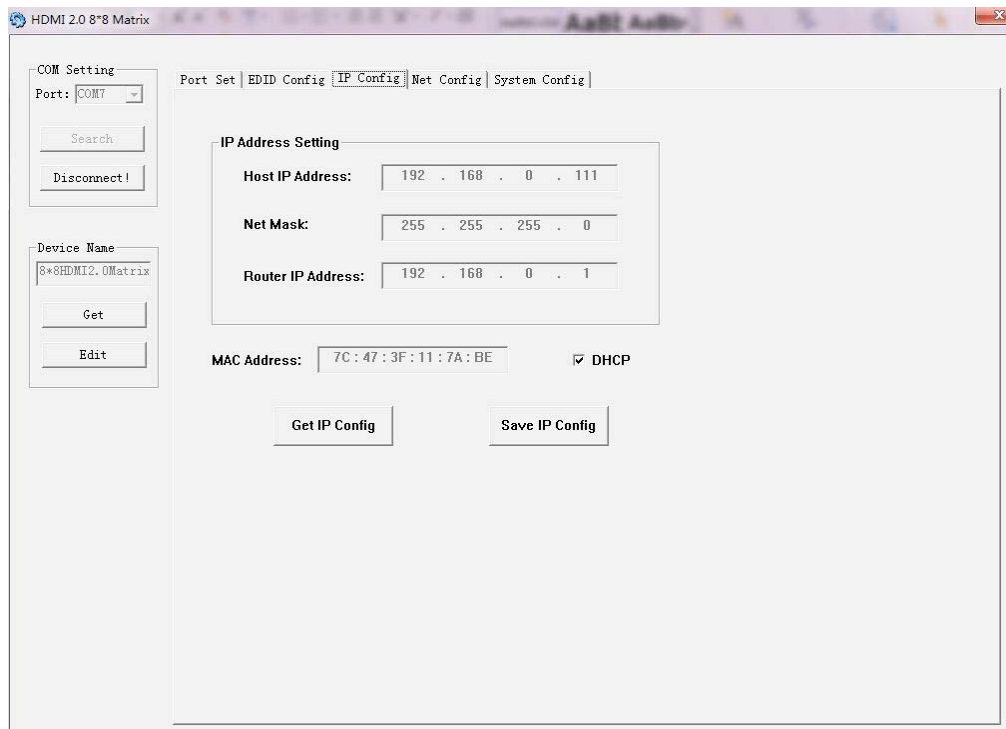 HDMI 2.0 8*8 Matrix
AaBb AaBb
COM Setting
Port: COM7
Search
Disconnect!
Device Name
8*8HDMI2.0Matrix
Get
Edit
Port Set EDID Config IP Config Net Config System Config
IP Address Setting
Host IP Address: 192 . 168 . 0 . 111
Net Mask: 255 . 255 . 255 . 0
Router IP Address: 192 . 168 . 0 . 1
MAC Address: 7C : 47 : 3F : 11 : 7A : BE
DHCP
Get IP Config
Save IP Config